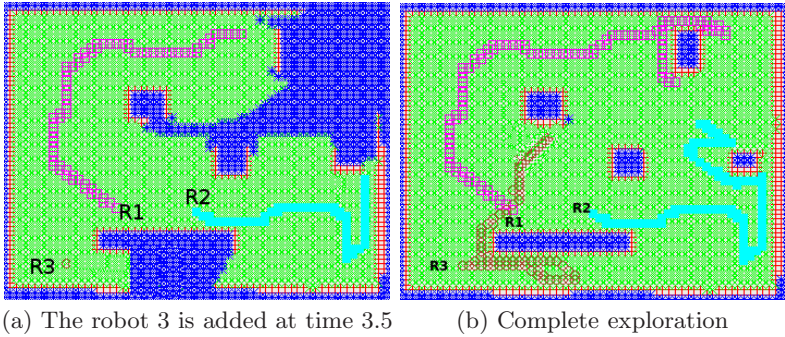 R1
R2
R3
R1
R2
R3
(a) The robot 3 is added at time 3.5
(b) Complete exploration